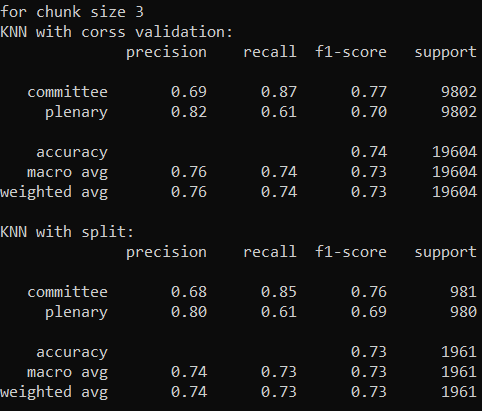 for chunk size 3
KNN with corss validation:
precision recall f1-score support
committee 0.69 0.87 0.77 9802
plenary 0.82 0.61 0.70 9802
accuracy 0.74 19604
macro avg 0.76 0.74 0.73 19604
weighted avg 0.76 0.74 0.73 19604
KNN with split:
precision recall f1-score support
committee 0.68 0.85 0.76 981
plenary 0.80 0.61 0.69 980
accuracy 0.73 1961
macro avg 0.74 0.73 0.73 1961
weighted avg 0.74 0.73 0.73 1961